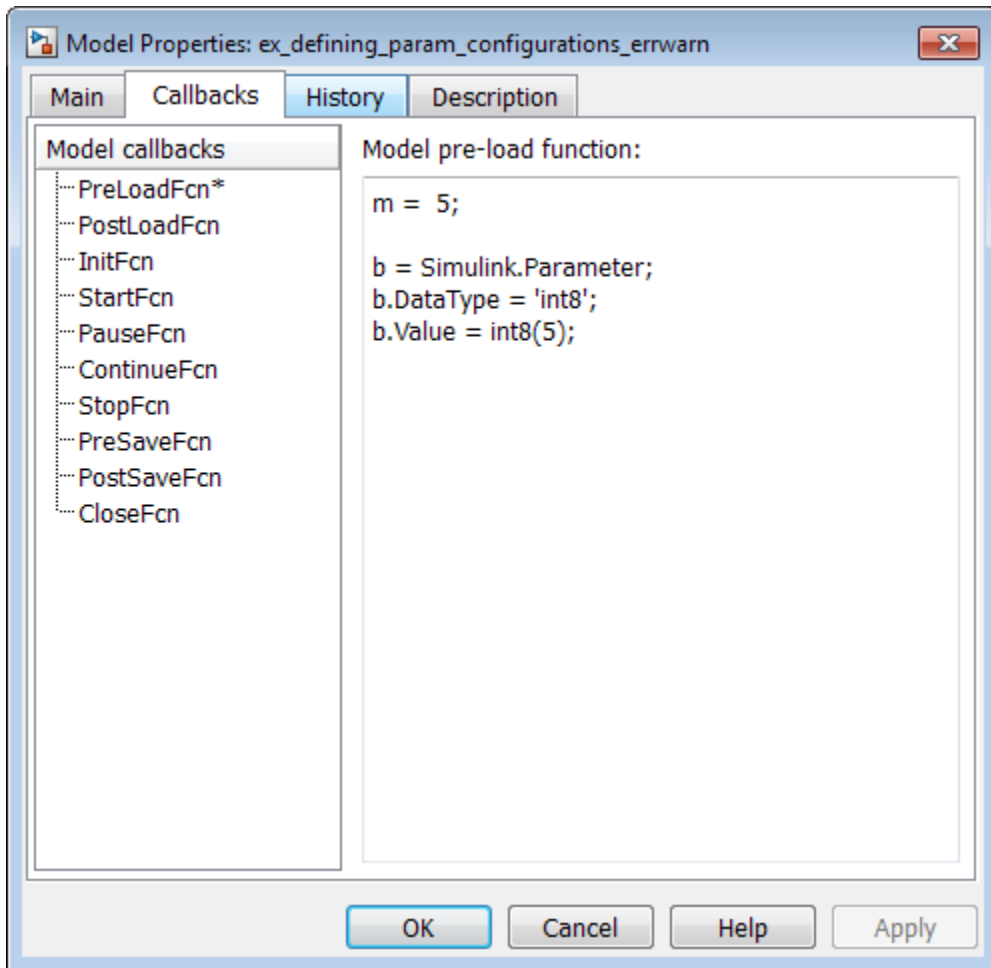 Model Properties: ex_defining_param_configurations_errwarn
Main Callbacks History Description
Model callbacks
PreLoadFcn*
PostLoadFcn
InitFcn
StartFcn
PauseFcn
ContinueFcn
StopFcn
PreSaveFcn
PostSaveFcn
CloseFcn
Model pre-load function:
m =  5;
b = Simulink.Parameter;
b.DataType = 'int8';
b.Value = int8(5);
OK Cancel Help Apply